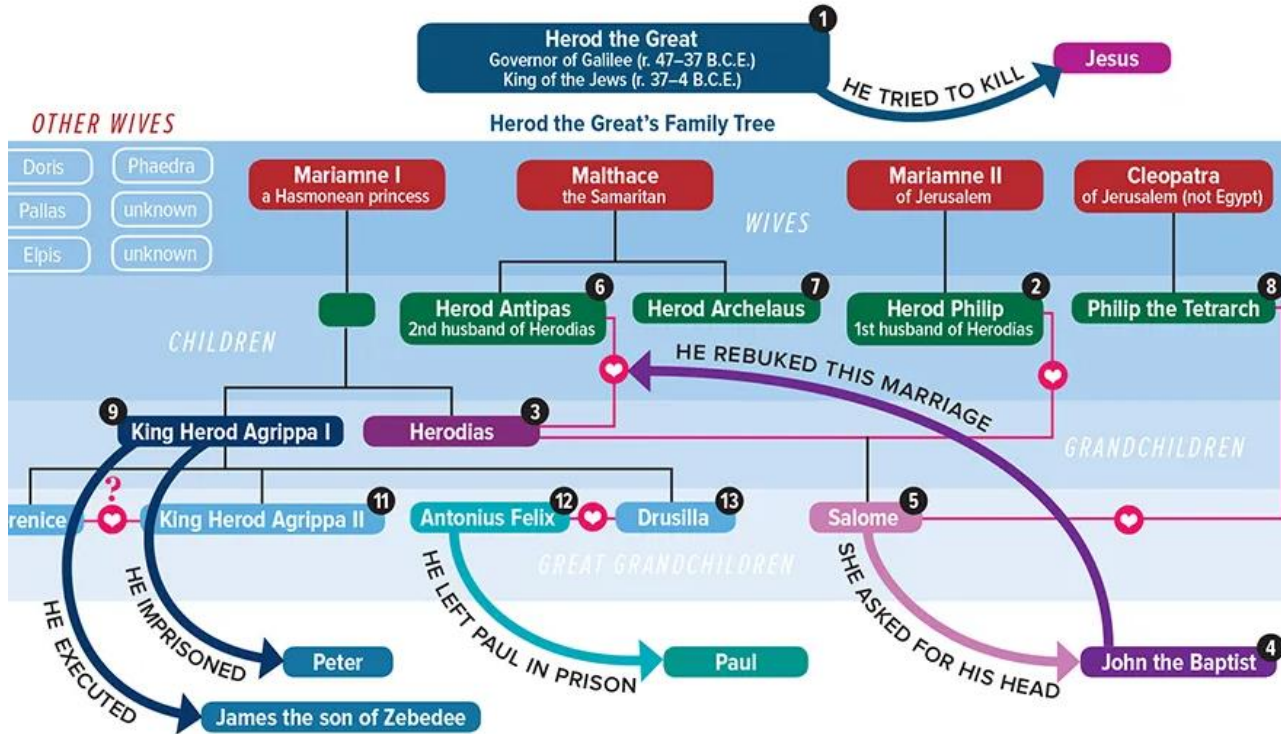 1
Herod the Great
Governor of Galilee (r. 47–37 B.C.E.)
King of the Jews (r. 37–4 B.C.E.)
HE TRIED TO KILL
Jesus
OTHER WIVES
Herod the Great's Family Tree
Doris
Phaedra
Pallas
unknown
Elpis
unknown
Mariamne I
a Hasmonean princess
Malthace
the Samaritan
Mariamne II
of Jerusalem
Cleopatra
of Jerusalem (not Egypt)
WIVES
6
Herod Antipas
2nd husband of Herodias
7
Herod Archelaus
2
Herod Philip
1st husband of Herodias
8
Philip the Tetrarch
CHILDREN
HE REBUKED THIS MARRIAGE
9
King Herod Agrippa I
3
Herodias
GRANDCHILDREN
?
renice
11
King Herod Agrippa II
12
Antonius Felix
13
Drusilla
5
Salome
GREAT GRANDCHILDREN
HE EXECUTED
HE IMPRISONED
HE LEFT PAUL IN PRISON
SHE ASKED FOR HIS HEAD
Peter
Paul
4
John the Baptist
James the son of Zebedee